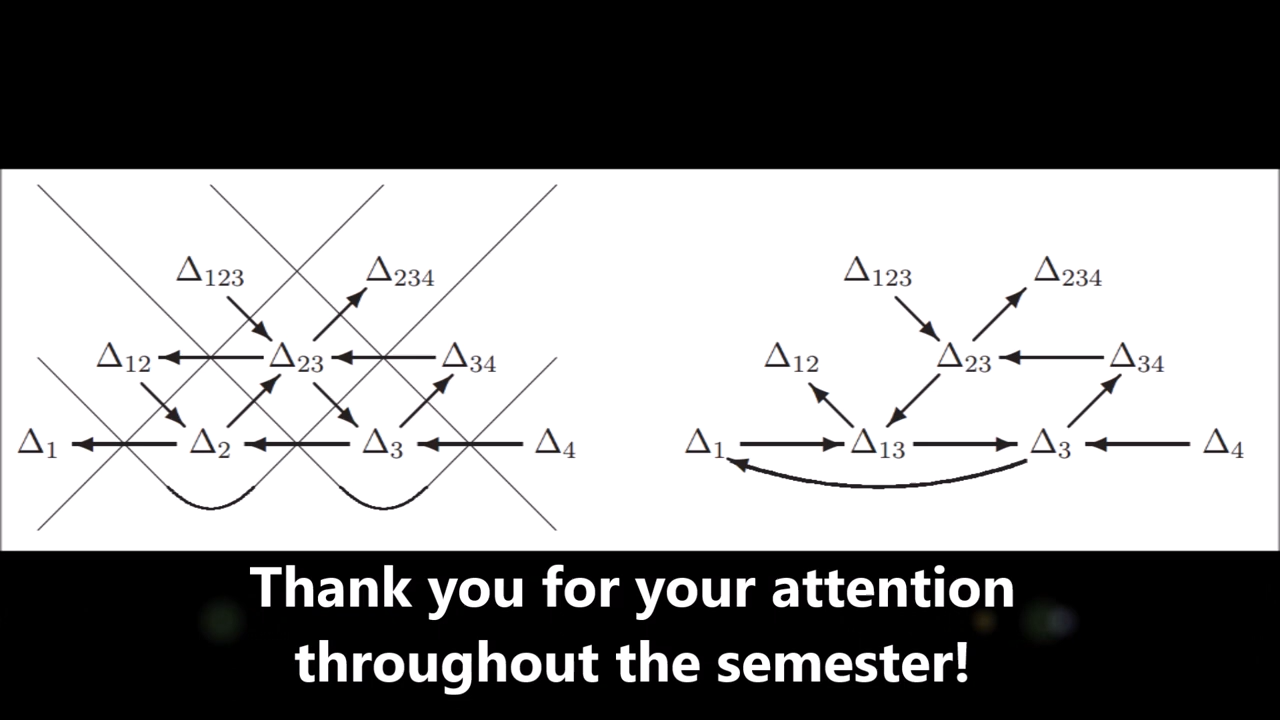 Δ₁₂₃ Δ₂₃₄ Δ₁₂₃ Δ₂₃₄
Δ₁₂ Δ₂₃ Δ₃₄ Δ₁₂ Δ₂₃ Δ₃₄
Δ₁ Δ₂ Δ₃ Δ₄ Δ₁ Δ₁₃ Δ₃ Δ₄
Thank you for your attention
throughout the semester!